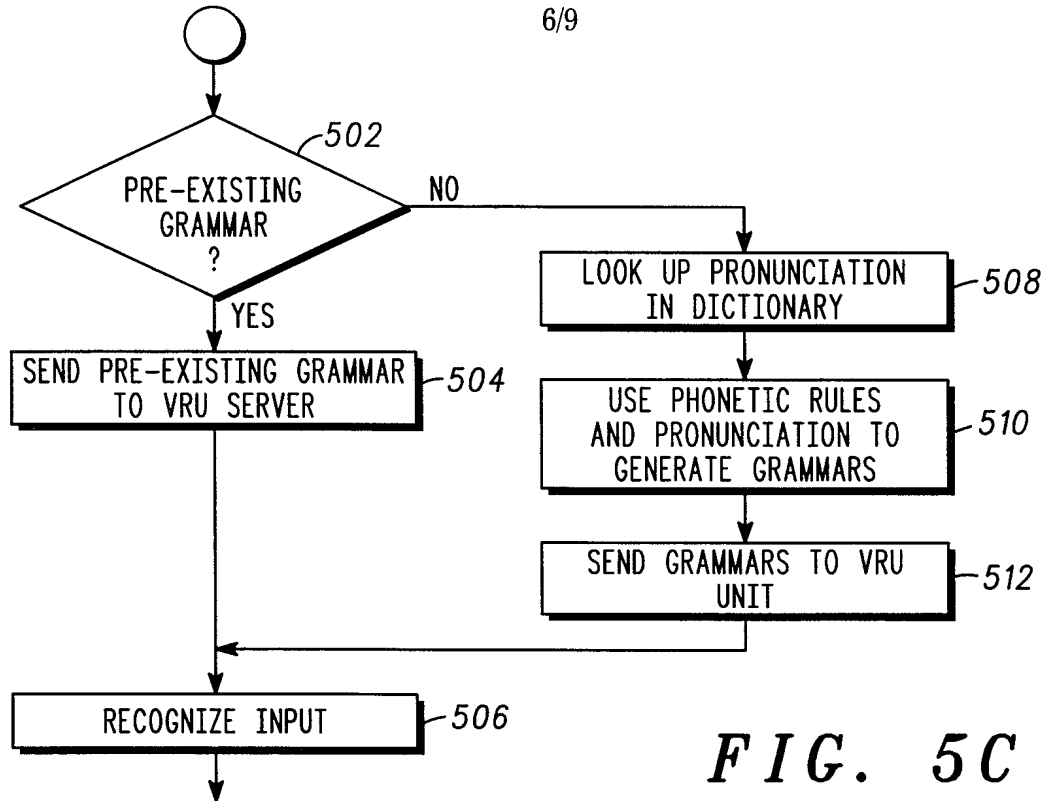 6/9
502
PRE-EXISTING
GRAMMAR
?
NO
YES
SEND PRE-EXISTING GRAMMAR
TO VRU SERVER
504
LOOK UP PRONUNCIATION
IN DICTIONARY
508
USE PHONETIC RULES
AND PRONUNCIATION TO
GENERATE GRAMMARS
510
SEND GRAMMARS TO VRU
UNIT
512
RECOGNIZE INPUT
506
FIG. 5C